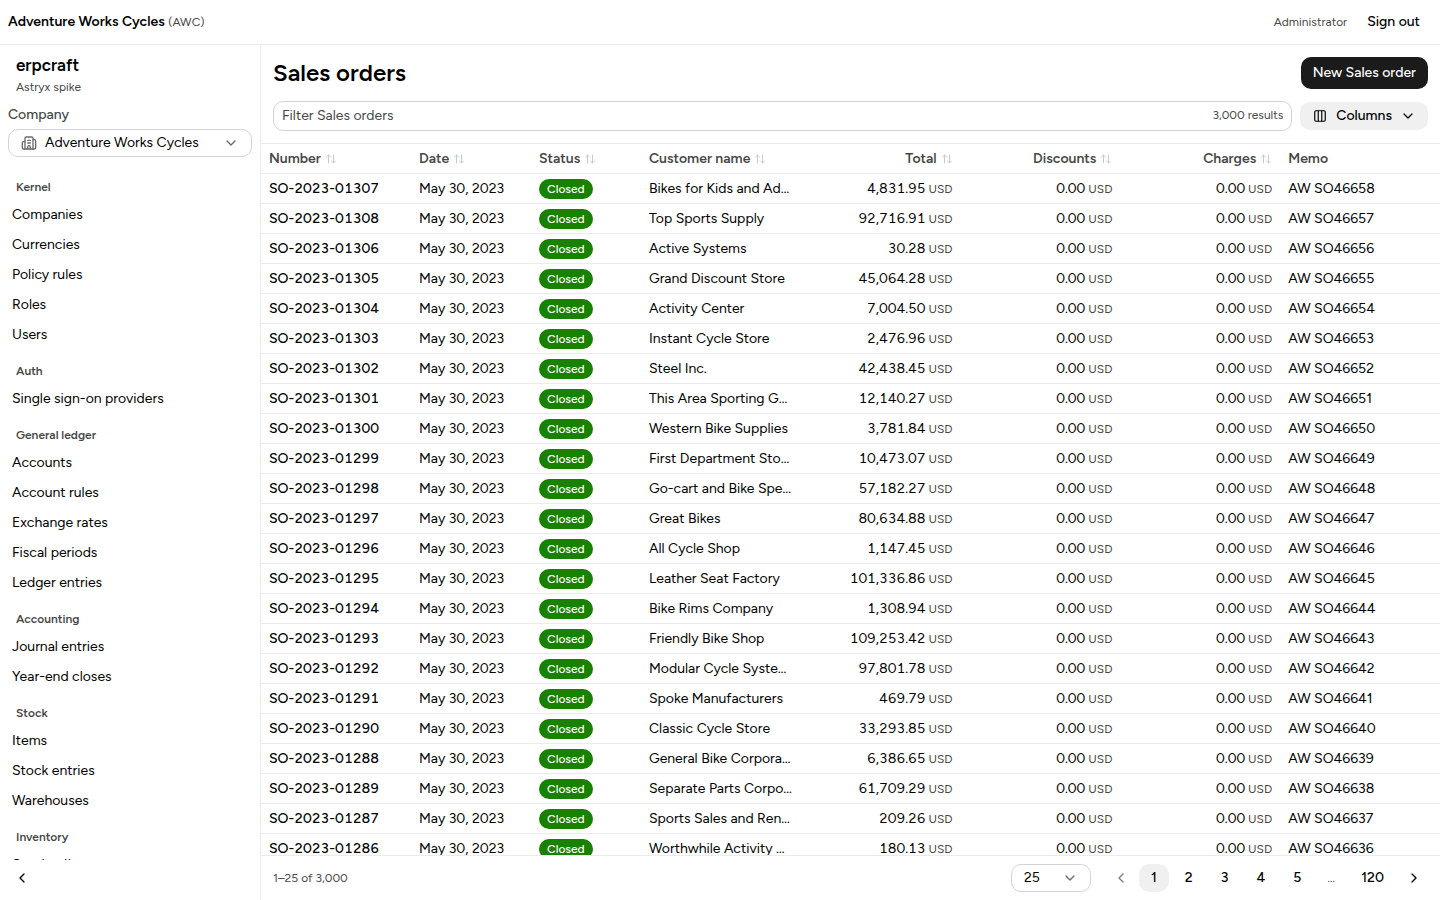 Adventure Works Cycles (AWC)
Administrator
Sign out
erpcraft
Astryx spike
Company
Adventure Works Cycles
Kernel
Companies
Currencies
Policy rules
Roles
Users
Auth
Single sign-on providers
General ledger
Accounts
Account rules
Exchange rates
Fiscal periods
Ledger entries
Accounting
Journal entries
Year-end closes
Stock
Items
Stock entries
Warehouses
Inventory
Sales orders
New Sales order
Filter Sales orders
3,000 results
Columns
Number Date Status Customer name Total Discounts Charges Memo
SO-2023-01307 May 30, 2023 Closed Bikes for Kids and Ad... 4,831.95 USD 0.00 USD 0.00 USD AW SO46658
SO-2023-01308 May 30, 2023 Closed Top Sports Supply 92,716.91 USD 0.00 USD 0.00 USD AW SO46657
SO-2023-01306 May 30, 2023 Closed Active Systems 30.28 USD 0.00 USD 0.00 USD AW SO46656
SO-2023-01305 May 30, 2023 Closed Grand Discount Store 45,064.28 USD 0.00 USD 0.00 USD AW SO46655
SO-2023-01304 May 30, 2023 Closed Activity Center 7,004.50 USD 0.00 USD 0.00 USD AW SO46654
SO-2023-01303 May 30, 2023 Closed Instant Cycle Store 2,476.96 USD 0.00 USD 0.00 USD AW SO46653
SO-2023-01302 May 30, 2023 Closed Steel Inc. 42,438.45 USD 0.00 USD 0.00 USD AW SO46652
SO-2023-01301 May 30, 2023 Closed This Area Sporting G... 12,140.27 USD 0.00 USD 0.00 USD AW SO46651
SO-2023-01300 May 30, 2023 Closed Western Bike Supplies 3,781.84 USD 0.00 USD 0.00 USD AW SO46650
SO-2023-01299 May 30, 2023 Closed First Department Sto... 10,473.07 USD 0.00 USD 0.00 USD AW SO46649
SO-2023-01298 May 30, 2023 Closed Go-cart and Bike Spe... 57,182.27 USD 0.00 USD 0.00 USD AW SO46648
SO-2023-01297 May 30, 2023 Closed Great Bikes 80,634.88 USD 0.00 USD 0.00 USD AW SO46647
SO-2023-01296 May 30, 2023 Closed All Cycle Shop 1,147.45 USD 0.00 USD 0.00 USD AW SO46646
SO-2023-01295 May 30, 2023 Closed Leather Seat Factory 101,336.86 USD 0.00 USD 0.00 USD AW SO46645
SO-2023-01294 May 30, 2023 Closed Bike Rims Company 1,308.94 USD 0.00 USD 0.00 USD AW SO46644
SO-2023-01293 May 30, 2023 Closed Friendly Bike Shop 109,253.42 USD 0.00 USD 0.00 USD AW SO46643
SO-2023-01292 May 30, 2023 Closed Modular Cycle Syste... 97,801.78 USD 0.00 USD 0.00 USD AW SO46642
SO-2023-01291 May 30, 2023 Closed Spoke Manufacturers 469.79 USD 0.00 USD 0.00 USD AW SO46641
SO-2023-01290 May 30, 2023 Closed Classic Cycle Store 33,293.85 USD 0.00 USD 0.00 USD AW SO46640
SO-2023-01288 May 30, 2023 Closed General Bike Corpora... 6,386.65 USD 0.00 USD 0.00 USD AW SO46639
SO-2023-01289 May 30, 2023 Closed Separate Parts Corpo... 61,709.29 USD 0.00 USD 0.00 USD AW SO46638
SO-2023-01287 May 30, 2023 Closed Sports Sales and Ren... 209.26 USD 0.00 USD 0.00 USD AW SO46637
SO-2023-01286 May 30, 2023 Closed Worthwhile Activity ... 180.13 USD 0.00 USD 0.00 USD AW SO46636
1–25 of 3,000
25
1 2 3 4 5 ... 120